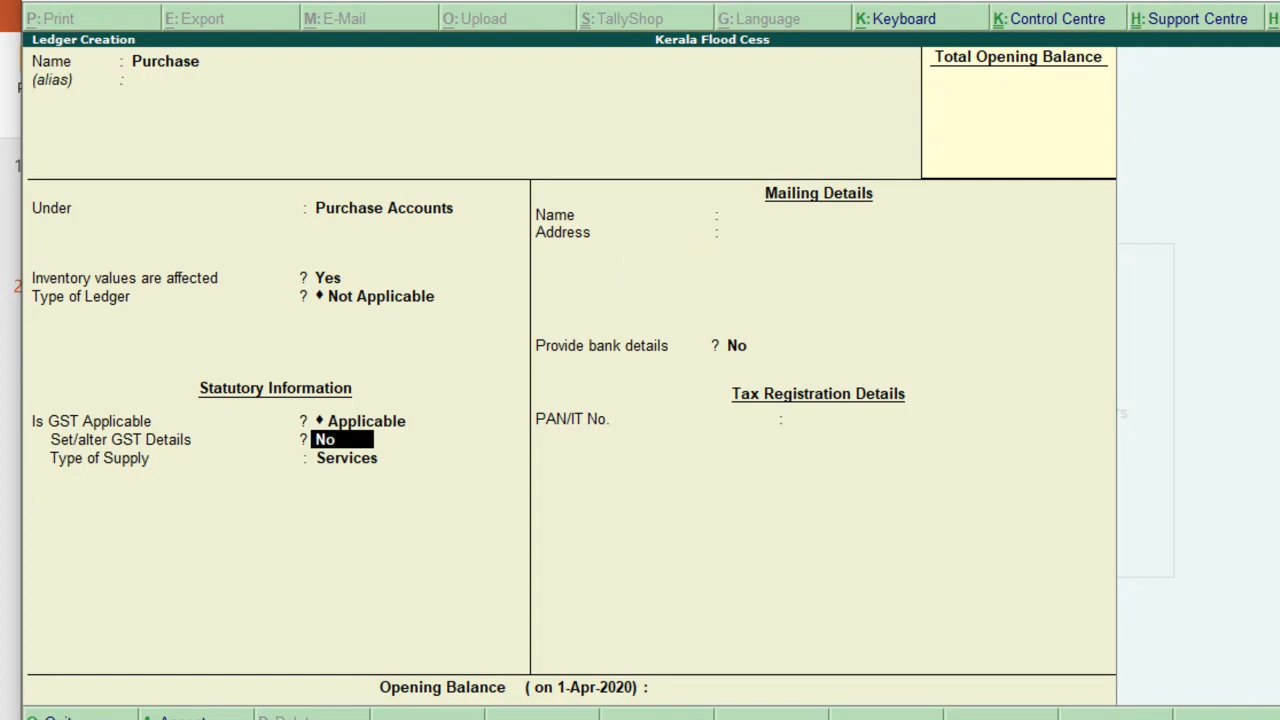 P: Print E: Export M: E-Mail O: Upload S: TallyShop G: Language K: Keyboard K: Control Centre H: Support Centre H
Ledger Creation Kerala Flood Cess
Name : Purchase
(alias) :
Total Opening Balance
1
2
Under : Purchase Accounts
Inventory values are affected ? Yes
Type of Ledger ? ♦ Not Applicable
Statutory Information
Is GST Applicable ? ♦ Applicable
Set/alter GST Details ? No
Type of Supply : Services
Mailing Details
Name :
Address :
Provide bank details ? No
Tax Registration Details
PAN/IT No. :
Opening Balance ( on 1-Apr-2020) :